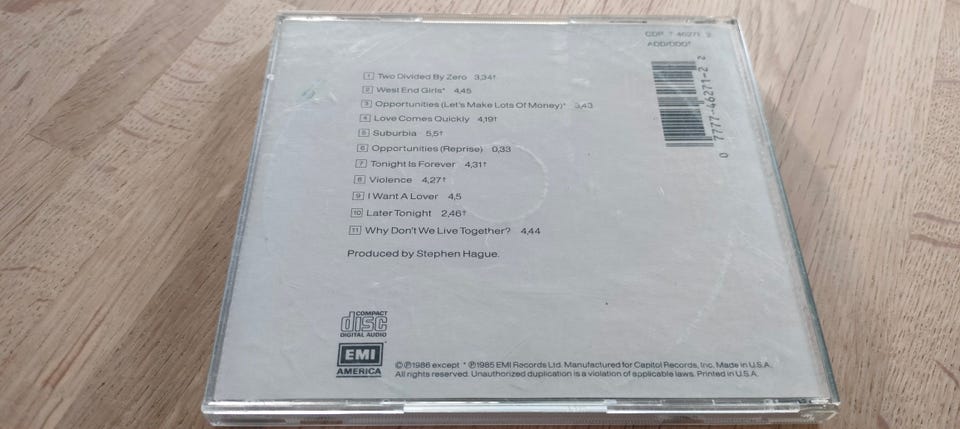 CDP 7 46271 2
ADD/DDD†
1 Two Divided By Zero 3,34†
2 West End Girls* 4,45
3 Opportunities (Let's Make Lots Of Money)* 3,43
4 Love Comes Quickly 4,19†
5 Suburbia 5,5†
6 Opportunities (Reprise) 0,33
7 Tonight Is Forever 4,31†
8 Violence 4,27†
9 I Want A Lover 4,5
10 Later Tonight 2,46†
11 Why Don't We Live Together? 4,44
Produced by Stephen Hague.
0 7777-46271-2 2
COMPACT
disc
DIGITAL AUDIO
EMI
AMERICA
©℗1986 except * ℗1985 EMI Records Ltd. Manufactured for Capitol Records, Inc. Made in U.S.A.
All rights reserved. Unauthorized duplication is a violation of applicable laws. Printed in U.S.A.